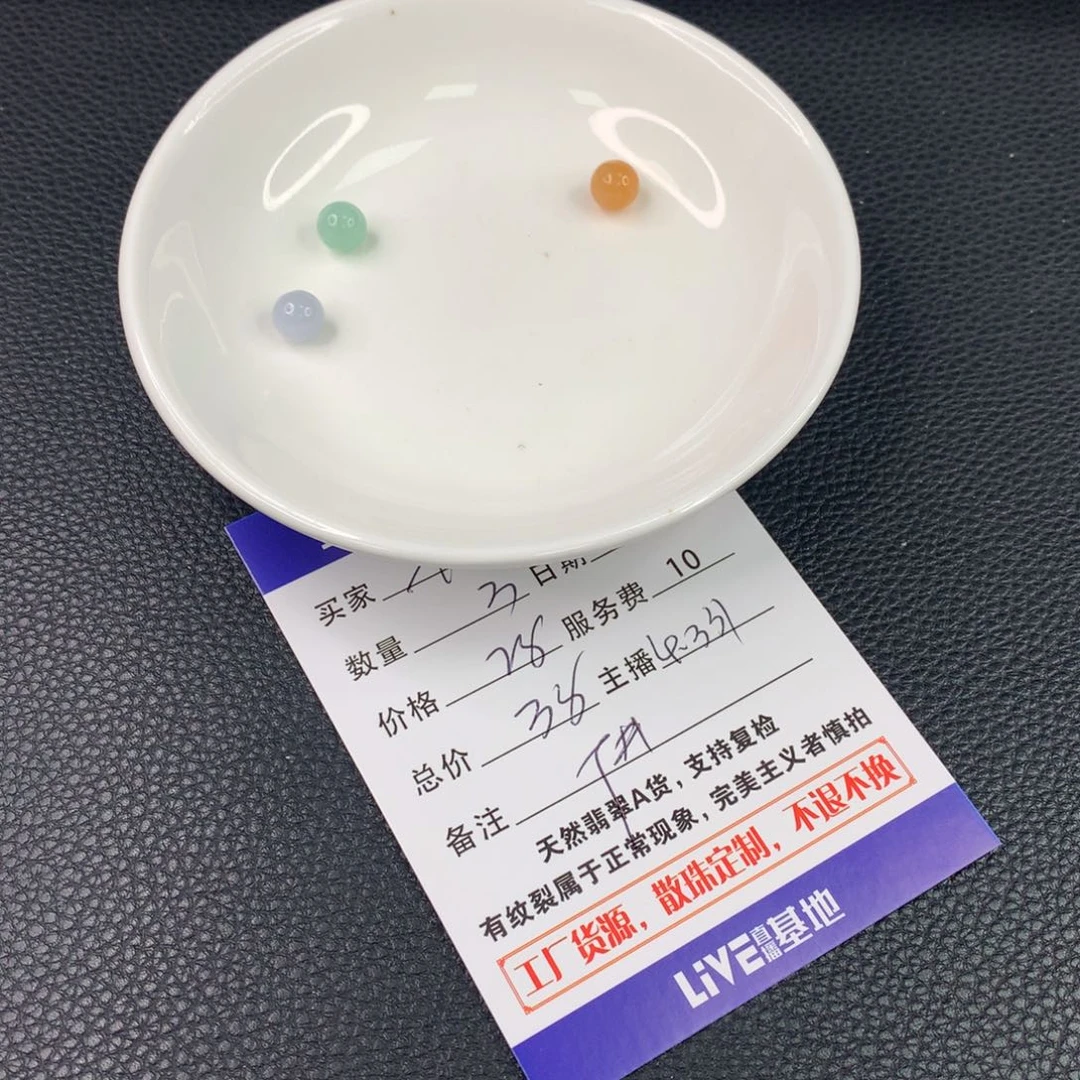 买家
数量 3 日期
价格 28 服务费 10
总价 38 主播
备注
天然翡翠A货，支持复检
有纹裂属于正常现象，完美主义者慎拍
工厂货源，散珠定制，不退不换
LiVE直播基地